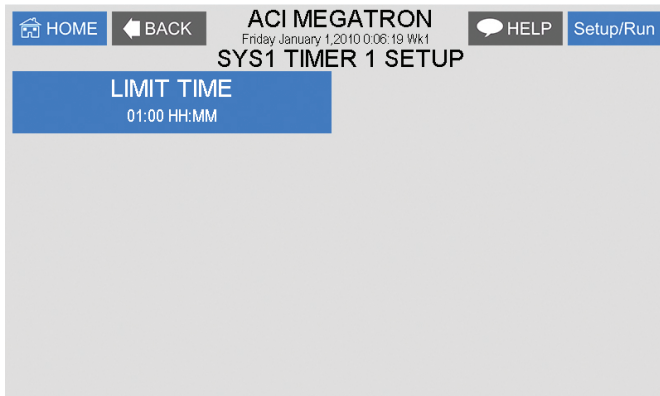 HOME
BACK
ACI MEGATRON
Friday January 1,2010 0:06:19 Wk1
HELP
Setup/Run
SYS1 TIMER 1 SETUP
LIMIT TIME
01:00 HH:MM